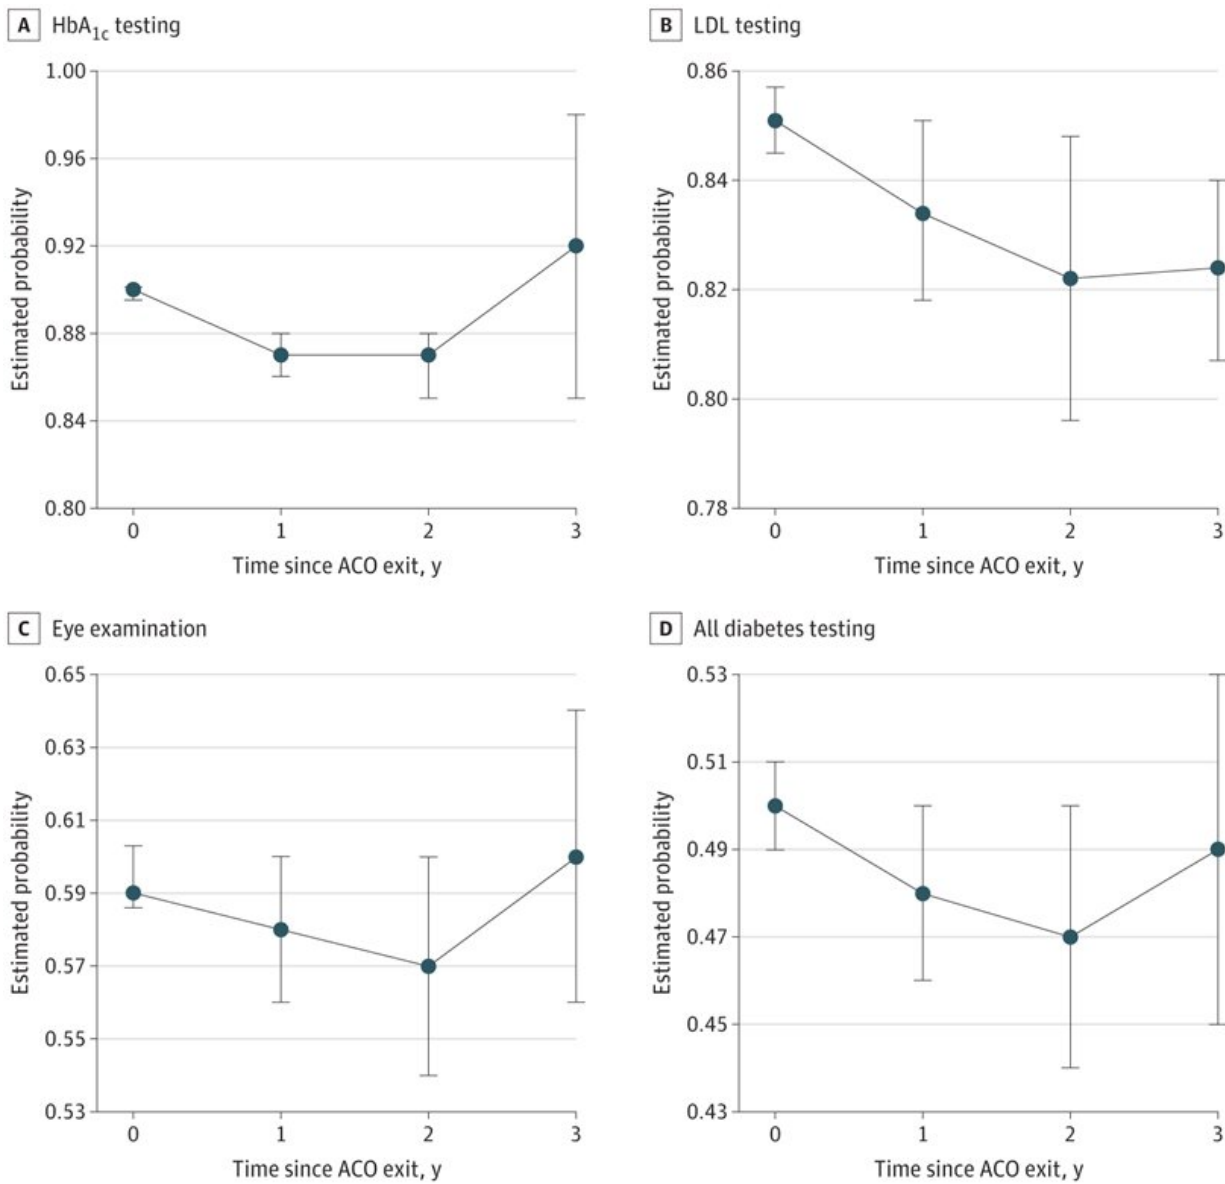 A HbA1c testing
1.00
0.96
0.92
0.88
0.84
0.80
Estimated probability
0 1 2 3
Time since ACO exit, y
B LDL testing
0.86
0.84
0.82
0.80
0.78
Estimated probability
0 1 2 3
Time since ACO exit, y
C Eye examination
0.65
0.63
0.61
0.59
0.57
0.55
0.53
Estimated probability
0 1 2 3
Time since ACO exit, y
D All diabetes testing
0.53
0.51
0.49
0.47
0.45
0.43
Estimated probability
0 1 2 3
Time since ACO exit, y